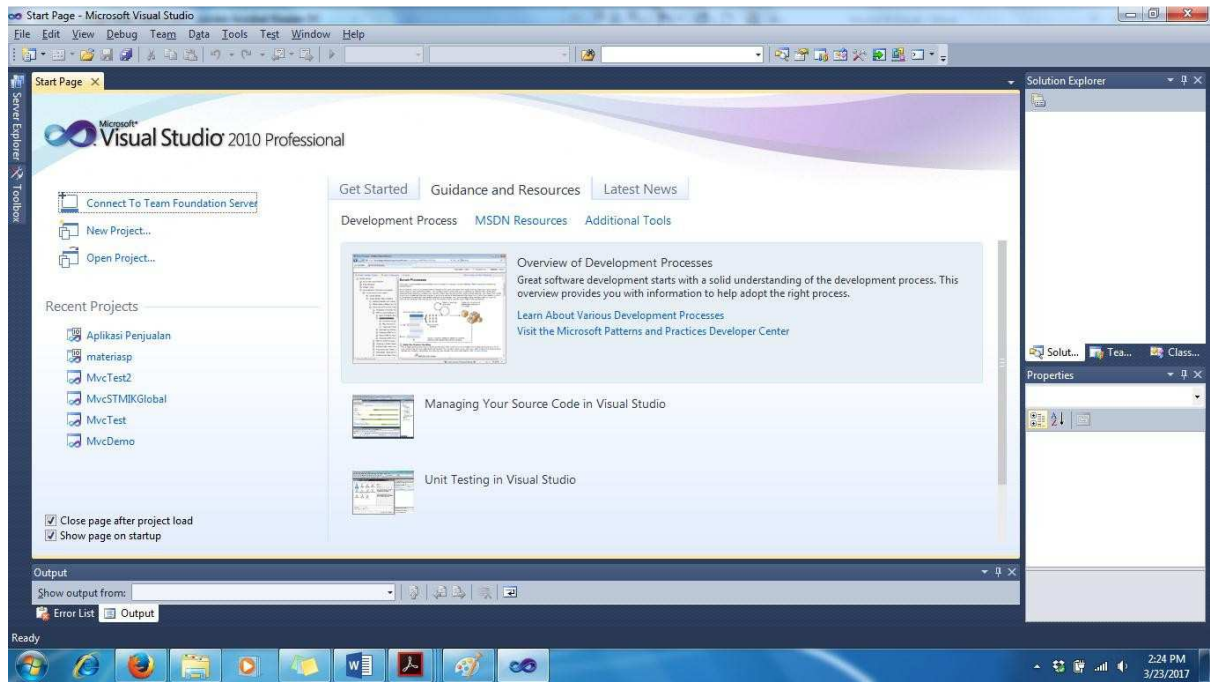 Start Page - Microsoft Visual Studio
File Edit View Debug Team Data Tools Test Window Help
Server Explorer
Toolbox
Start Page
Microsoft
Visual Studio 2010 Professional
Connect To Team Foundation Server
New Project...
Open Project...
Recent Projects
Aplikasi Penjualan
materiasp
MvcTest2
MvcSTMIKGlobal
MvcTest
MvcDemo
Close page after project load
Show page on startup
Get Started Guidance and Resources Latest News
Development Process MSDN Resources Additional Tools
Overview of Development Processes
Great software development starts with a solid understanding of the development process. This
overview provides you with information to help adopt the right process.
Learn About Various Development Processes
Visit the Microsoft Patterns and Practices Developer Center
Managing Your Source Code in Visual Studio
Unit Testing in Visual Studio
Solution Explorer
Solut... Tea... Class...
Properties
Output
Show output from:
Error List Output
Ready
2:24 PM
3/23/2017